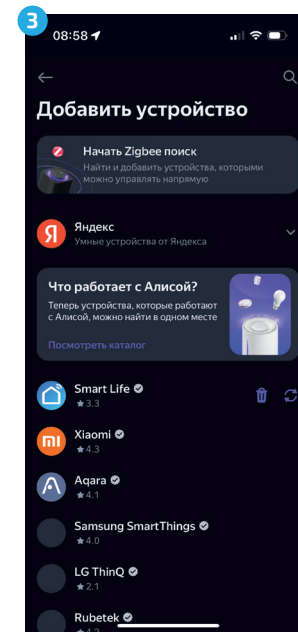 3
08:58
Добавить устройство
Начать Zigbee поиск
Найти и добавить устройства, которыми
можно управлять напрямую
Я
Яндекс
Умные устройства от Яндекса
Что работает с Алисой?
Теперь устройства, которые работают
с Алисой, можно найти в одном месте
Посмотреть каталог
Smart Life
★3.3
Xiaomi
★4.3
Aqara
★4.1
Samsung SmartThings
★4.0
LG ThinQ
★2.1
Rubetek